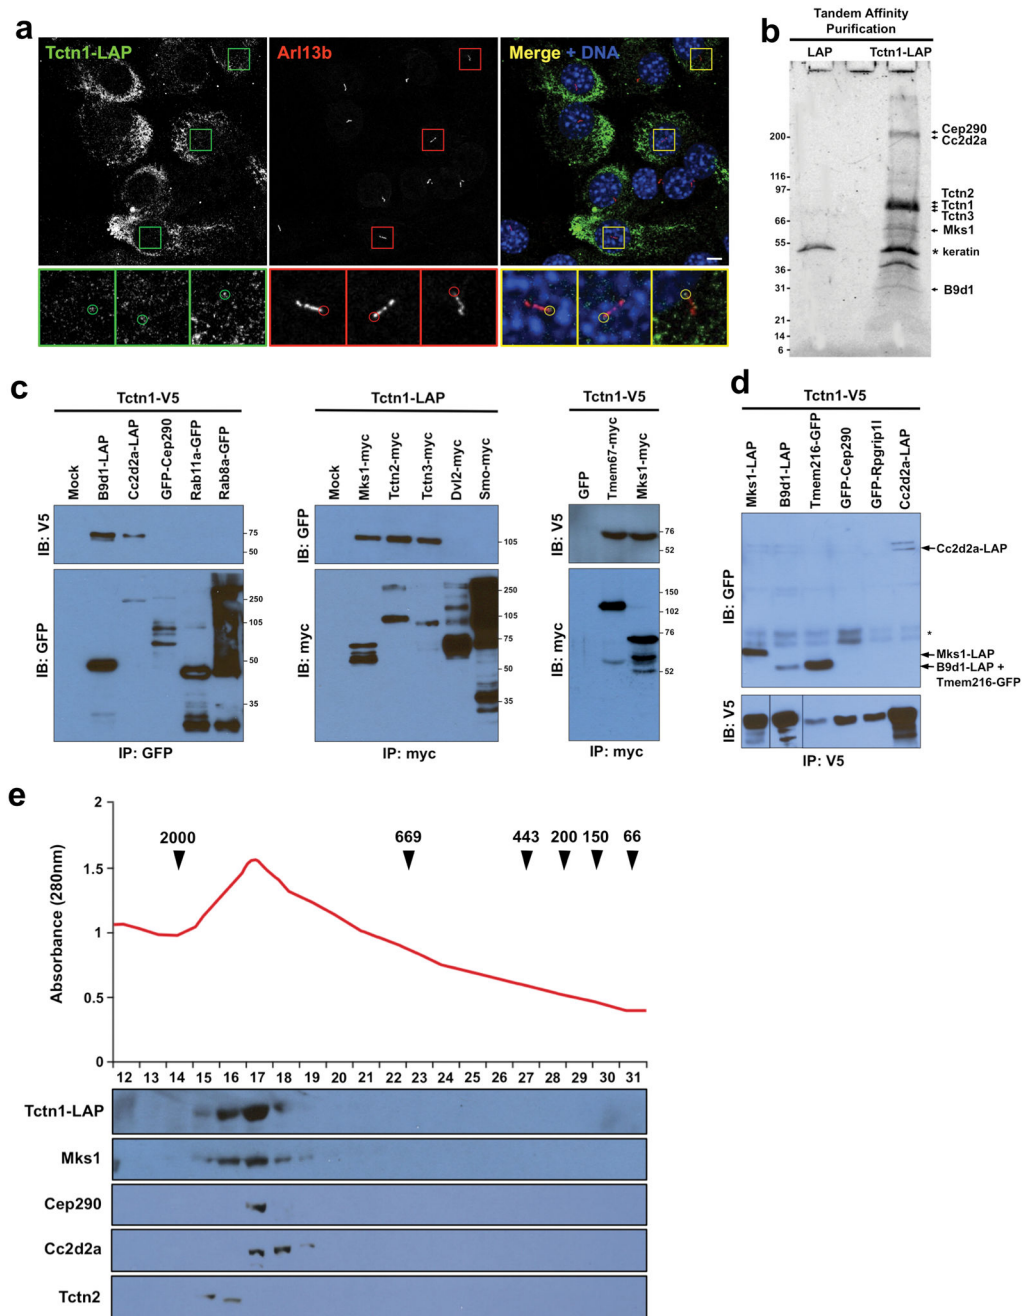 a
Tctn1-LAP
Arl13b
Merge + DNA
b
Tandem Affinity
Purification
LAP
Tctn1-LAP
200
116
97
66
55
36
31
21
14
6
Cep290
Cc2d2a
Tctn2
Tctn1
Tctn3
Mks1
* keratin
B9d1
c
Tctn1-V5
Mock
B9d1-LAP
Cc2d2a-LAP
GFP-Cep290
Rab11a-GFP
Rab8a-GFP
IB: V5
75
50
IB: GFP
250
105
50
35
IP: GFP
Tctn1-LAP
Mock
Mks1-myc
Tctn2-myc
Tctn3-myc
Dvl2-myc
Smo-myc
IB: GFP
105
IB: myc
250
105
75
50
35
IP: myc
Tctn1-V5
GFP
Tmem67-myc
Mks1-myc
IB: V5
76
52
IB: myc
150
102
76
52
IP: myc
d
Tctn1-V5
Mks1-LAP
B9d1-LAP
Tmem216-GFP
GFP-Cep290
GFP-Rpgrip1l
Cc2d2a-LAP
IB: GFP
Cc2d2a-LAP
*
Mks1-LAP
B9d1-LAP +
Tmem216-GFP
IB: V5
IP: V5
e
Absorbance (280nm)
2
1.5
1
0.5
0
2000
669
443
200
150
66
12 13 14 15 16 17 18 19 20 21 22 23 24 25 26 27 28 29 30 31
Tctn1-LAP
Mks1
Cep290
Cc2d2a
Tctn2